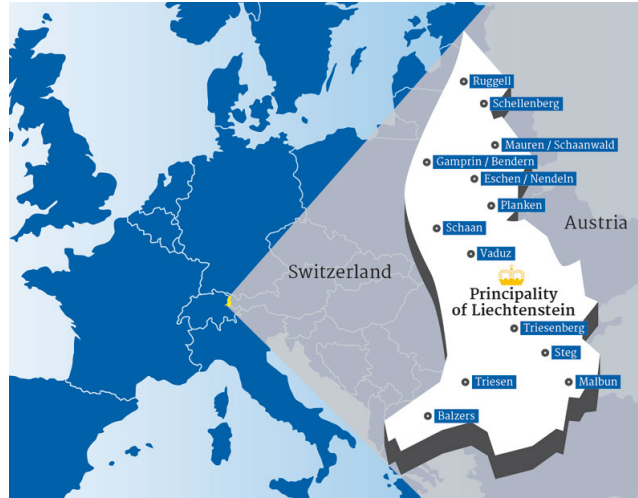 Ruggell
Schellenberg
Mauren / Schaanwald
Gamprin / Bendern
Eschen / Nendeln
Planken
Austria
Schaan
Vaduz
Switzerland
Principality
of Liechtenstein
Triesenberg
Steg
Triesen
Malbun
Balzers